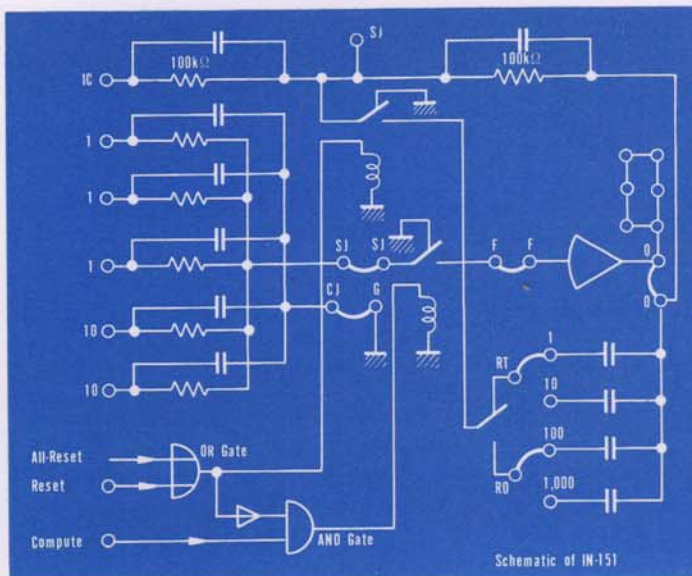 Sj
100kΩ
100kΩ
IC
1
1
1
10
10
SJ SJ
F F
CJ G
O
O
RT
1
10
100
RO
1,000
All-Reset
OR Gate
Reset
AND Gate
Compute
Schematic of IN-151